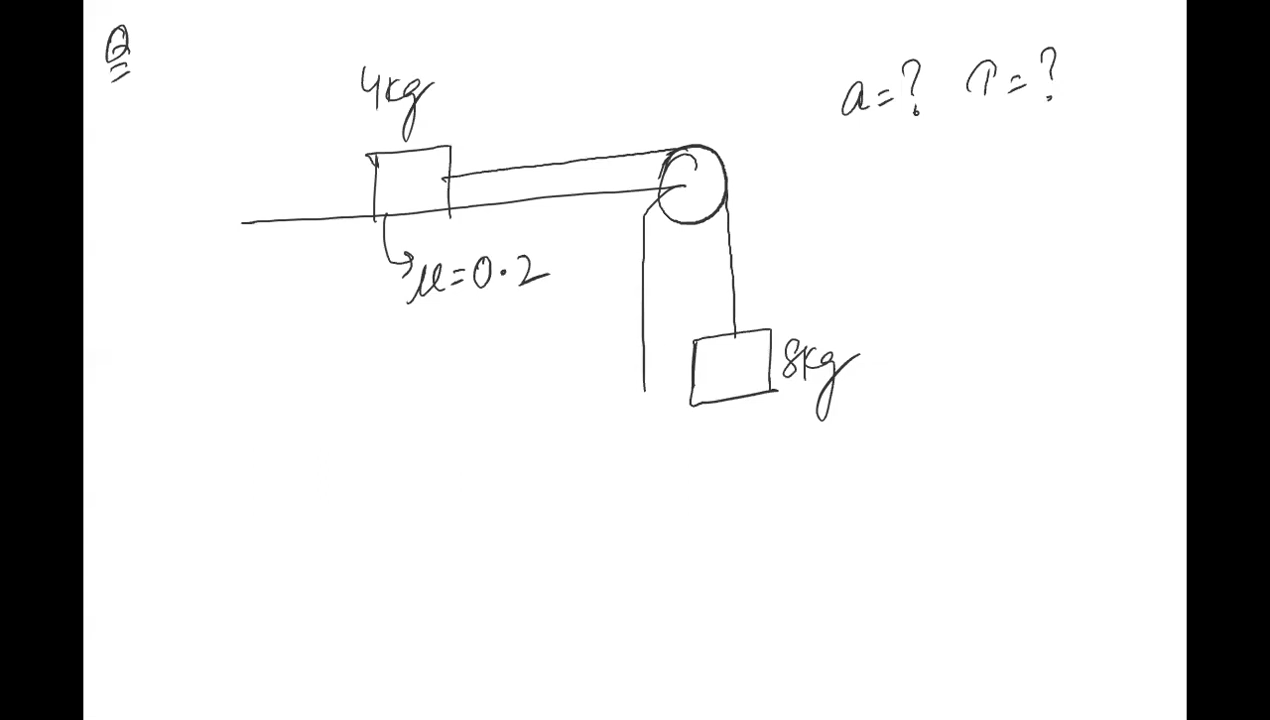 Q
4kg
a=? T=?
μ=0.2
8kg